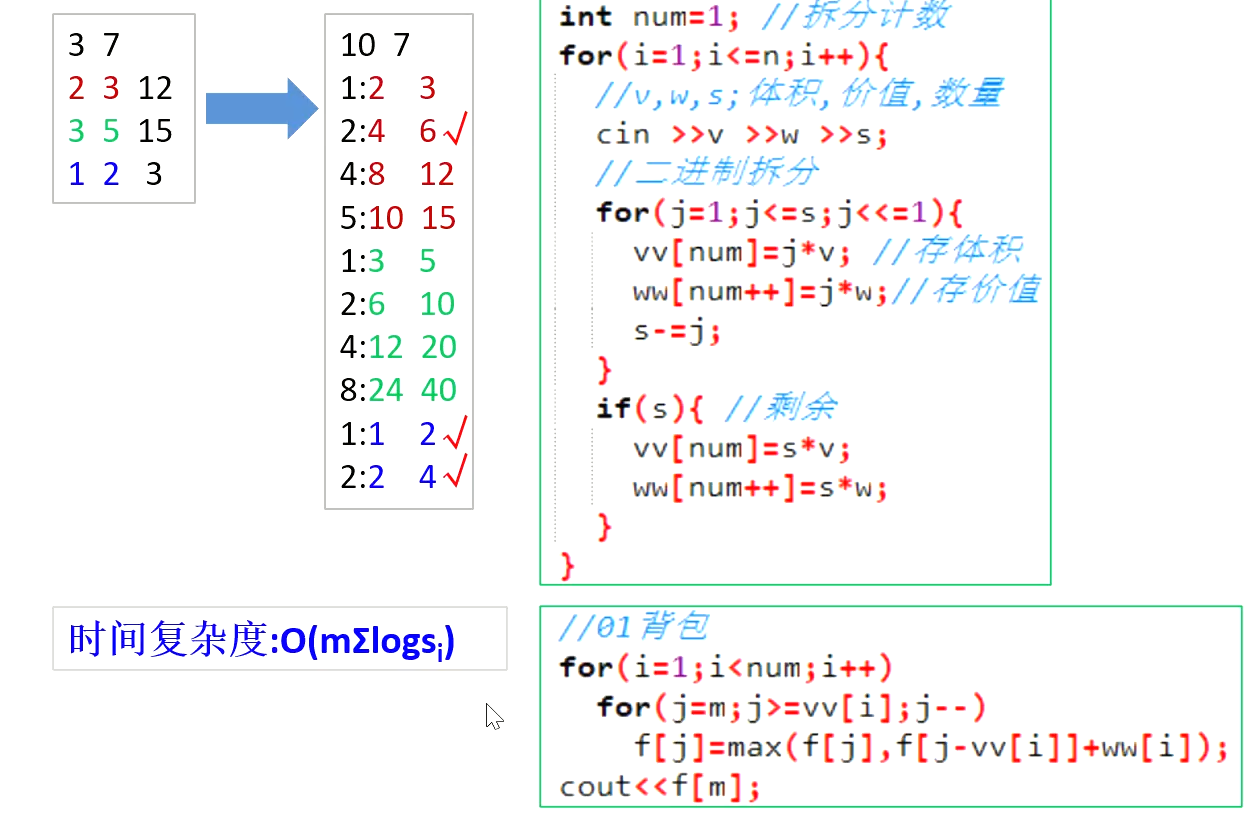 3 7
2 3 12
3 5 15
1 2 3
10 7
1:2 3
2:4 6√
4:8 12
5:10 15
1:3 5
2:6 10
4:12 20
8:24 40
1:1 2√
2:2 4√
时间复杂度:O(mΣlogsᵢ)
int num=1; //拆分计数
for(i=1;i<=n;i++){
//v,w,s;体积,价值,数量
cin >>v >>w >>s;
//二进制拆分
for(j=1;j<=s;j<<=1){
vv[num]=j*v; //存体积
ww[num++]=j*w;//存价值
s-=j;
}
if(s){ //剩余
vv[num]=s*v;
ww[num++]=s*w;
}
}
//01背包
for(i=1;i<num;i++)
for(j=m;j>=vv[i];j--)
f[j]=max(f[j],f[j-vv[i]]+ww[i]);
cout<<f[m];